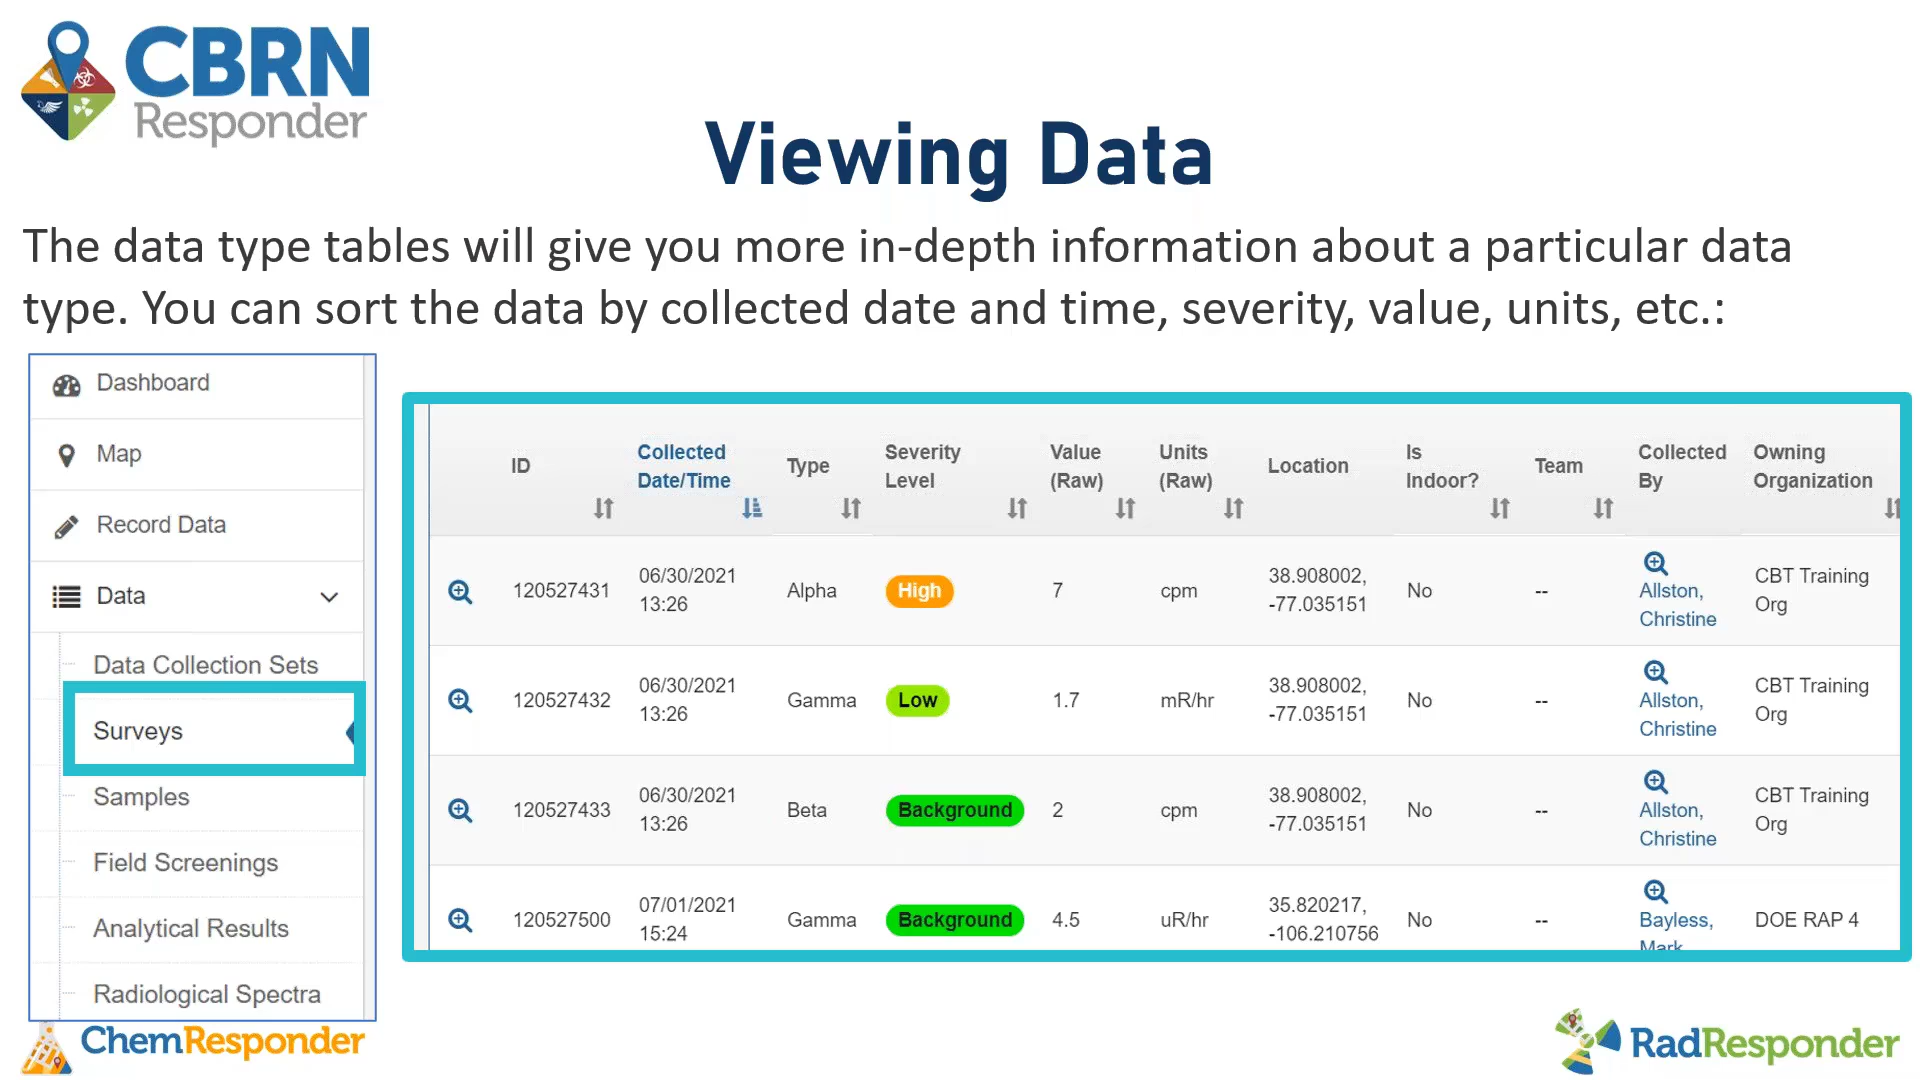 CBRN
Responder
Viewing Data
The data type tables will give you more in-depth information about a particular data
type. You can sort the data by collected date and time, severity, value, units, etc.:
Dashboard
Map
Record Data
Data
Data Collection Sets
Surveys
Samples
Field Screenings
Analytical Results
Radiological Spectra
ID Collected Date/Time Type Severity Level Value (Raw) Units (Raw) Location Is Indoor? Team Collected By Owning Organization
120527431 06/30/2021 13:26 Alpha High 7 cpm 38.908002, -77.035151 No -- Allston, Christine CBT Training Org
120527432 06/30/2021 13:26 Gamma Low 1.7 mR/hr 38.908002, -77.035151 No -- Allston, Christine CBT Training Org
120527433 06/30/2021 13:26 Beta Background 2 cpm 38.908002, -77.035151 No -- Allston, Christine CBT Training Org
120527500 07/01/2021 15:24 Gamma Background 4.5 uR/hr 35.820217, -106.210756 No -- Bayless, Mark DOE RAP 4
ChemResponder
RadResponder